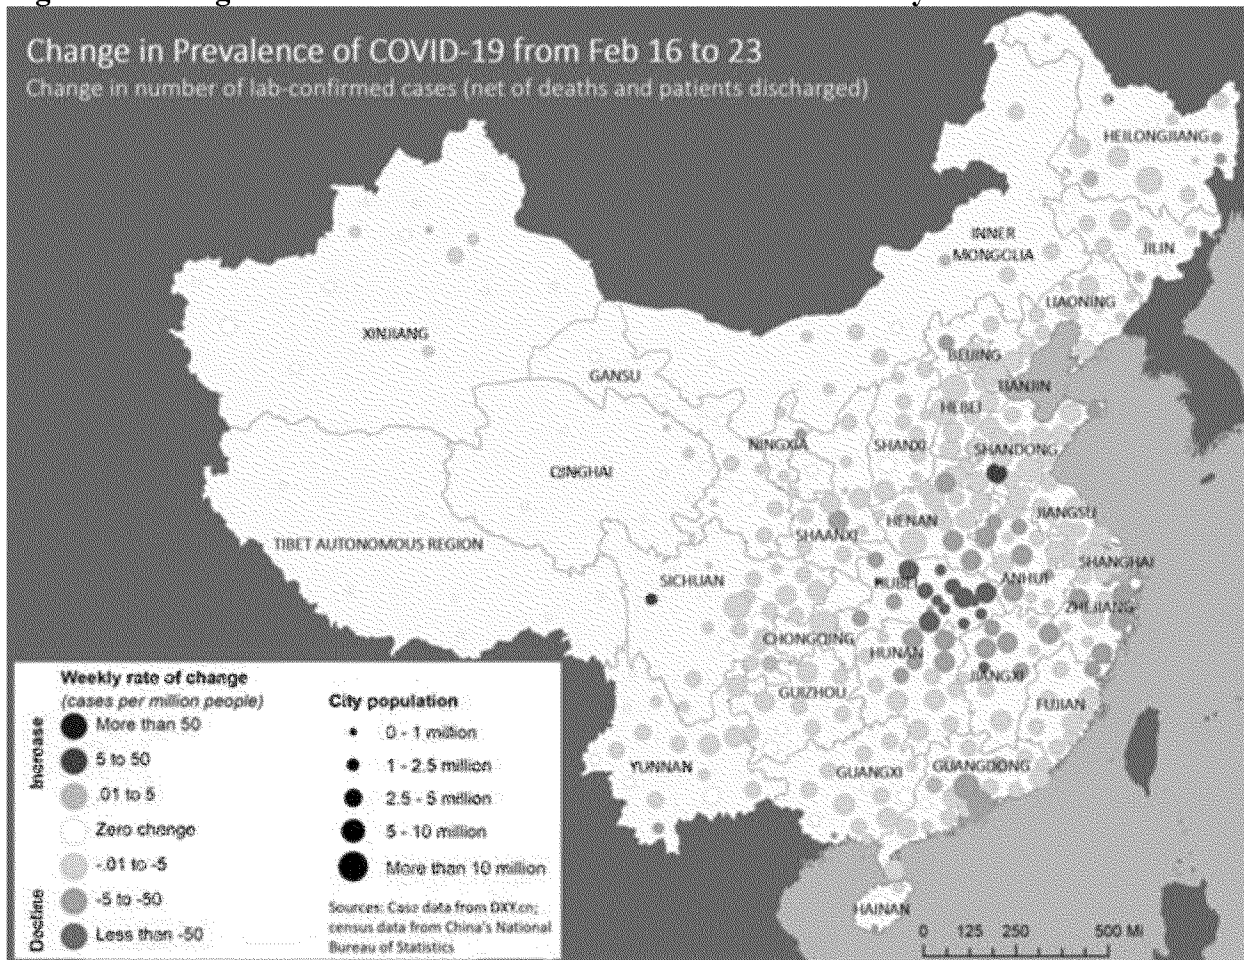 Change in Prevalence of COVID-19 from Feb 16 to 23
Change in number of lab-confirmed cases (net of deaths and patients discharged)
HEILONGJIANG
INNER
MONGOLIA
JILIN
LIAONING
XINJIANG
BEIJING
GANSU
TIANJIN
HEBEI
NINGXIA
SHANXI
SHANDONG
QINGHAI
JIANGSU
HENAN
SHAANXI
TIBET AUTONOMOUS REGION
SHANGHAI
SICHUAN
HUBEI
ANHUI
ZHEJIANG
CHONGQING
HUNAN
JIANGXI
GUIZHOU
FUJIAN
YUNNAN
GUANGXI
GUANGDONG
HAINAN
Weekly rate of change
(cases per million people)
Increase
More than 50
5 to 50
.01 to 5
Zero change
-.01 to -5
Decline
-5 to -50
Less than -50
City population
0 - 1 million
1 - 2.5 million
2.5 - 5 million
5 - 10 million
More than 10 million
Sources: Case data from DXY.cn;
census data from China's National
Bureau of Statistics
0 125 250 500 Mi